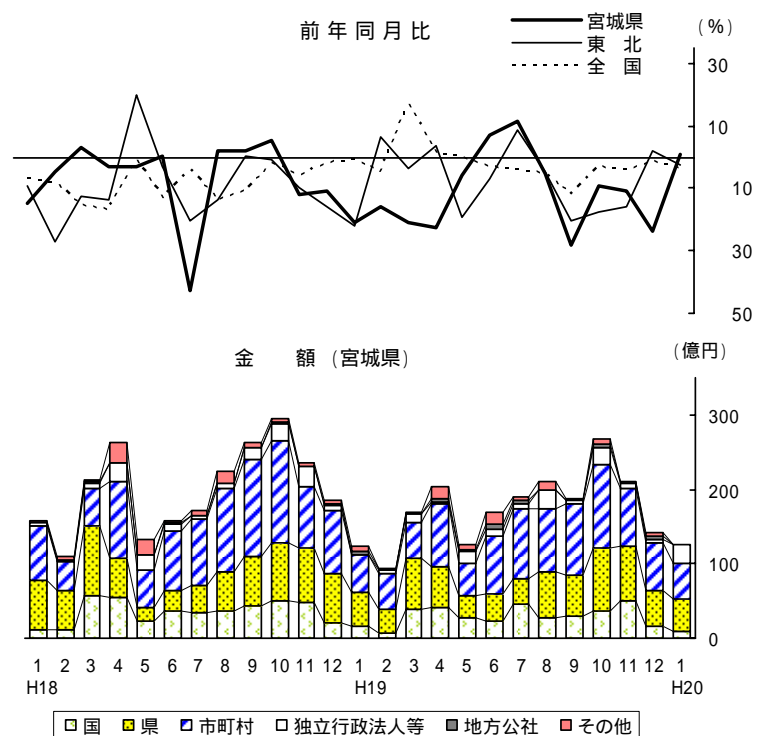 前年同月比
宮城県
東 北
全 国
(%)
30
10
10
30
50
金 額 (宮城県)
(億円)
300
200
100
0
1 2 3 4 5 6 7 8 9 10 11 12 1 2 3 4 5 6 7 8 9 10 11 12 1
H18 H19 H20
国 県 市町村 独立行政法人等 地方公社 その他